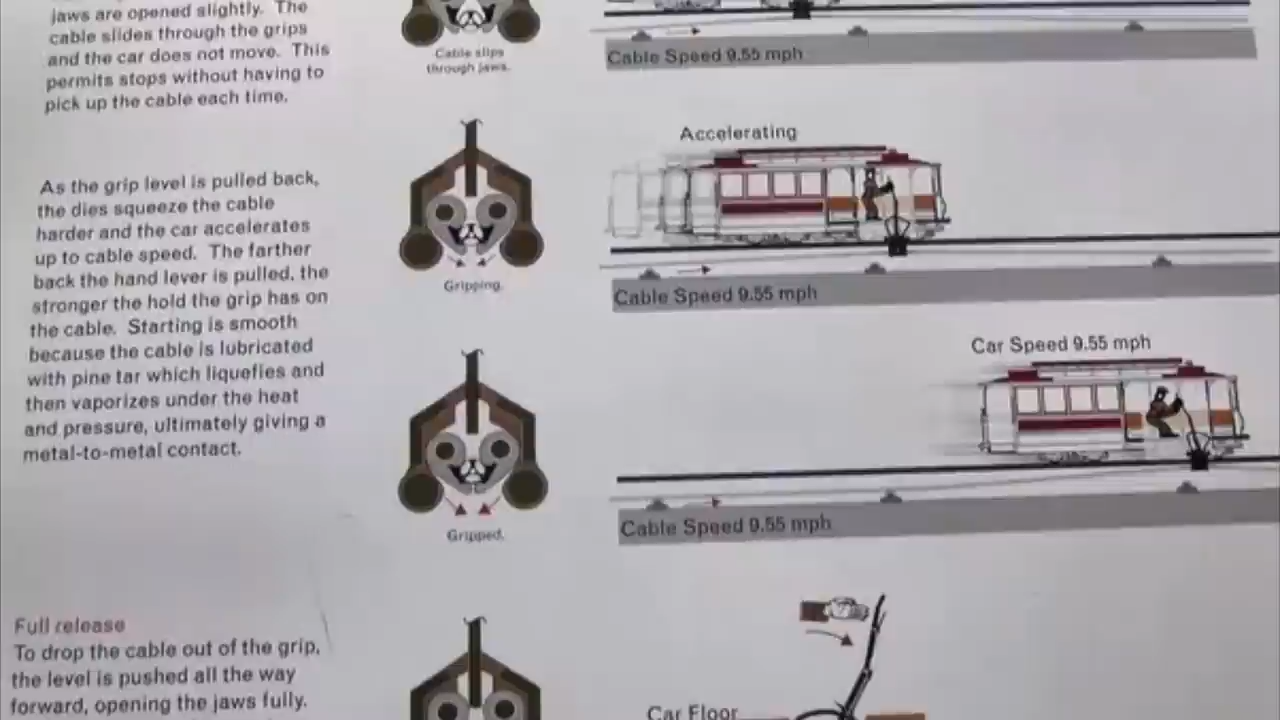 jaws are opened slightly. The
cable slides through the grips
and the car does not move. This
permits stops without having to
pick up the cable each time.
Cable slips
through jaws.
Cable Speed 9.55 mph
As the grip level is pulled back,
the dies squeeze the cable
harder and the car accelerates
up to cable speed. The farther
back the hand lever is pulled, the
stronger the hold the grip has on
the cable. Starting is smooth
because the cable is lubricated
with pine tar which liquefies and
then vaporizes under the heat
and pressure, ultimately giving a
metal-to-metal contact.
Gripping.
Accelerating
Cable Speed 9.55 mph
Gripped.
Car Speed 9.55 mph
Cable Speed 9.55 mph
Full release
To drop the cable out of the grip,
the level is pushed all the way
forward, opening the jaws fully.
Car Floor